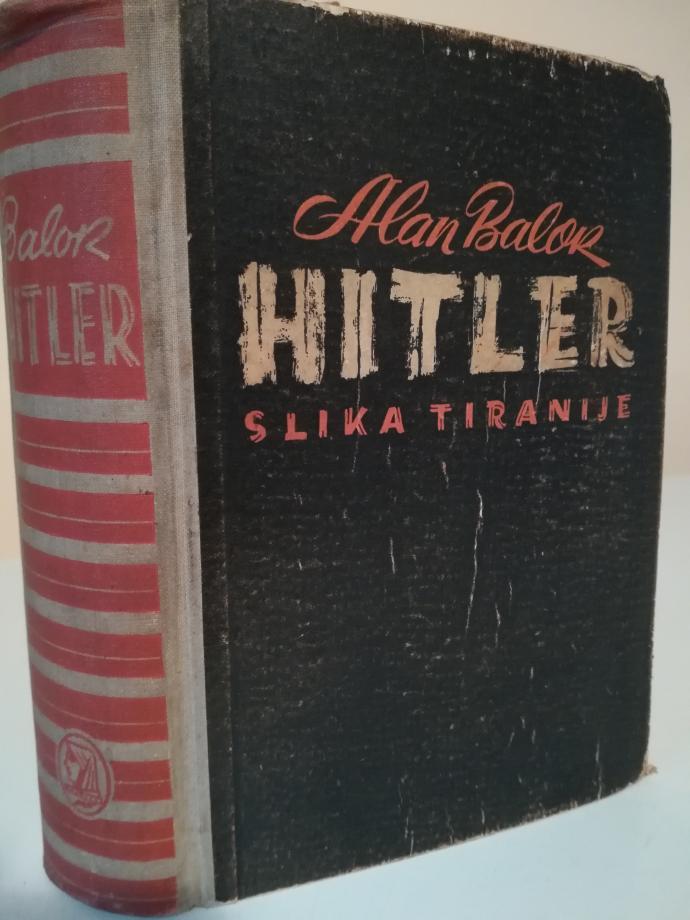 Alan Balok
HITLER
SLIKA TIRANIJE
Balok
HITLER